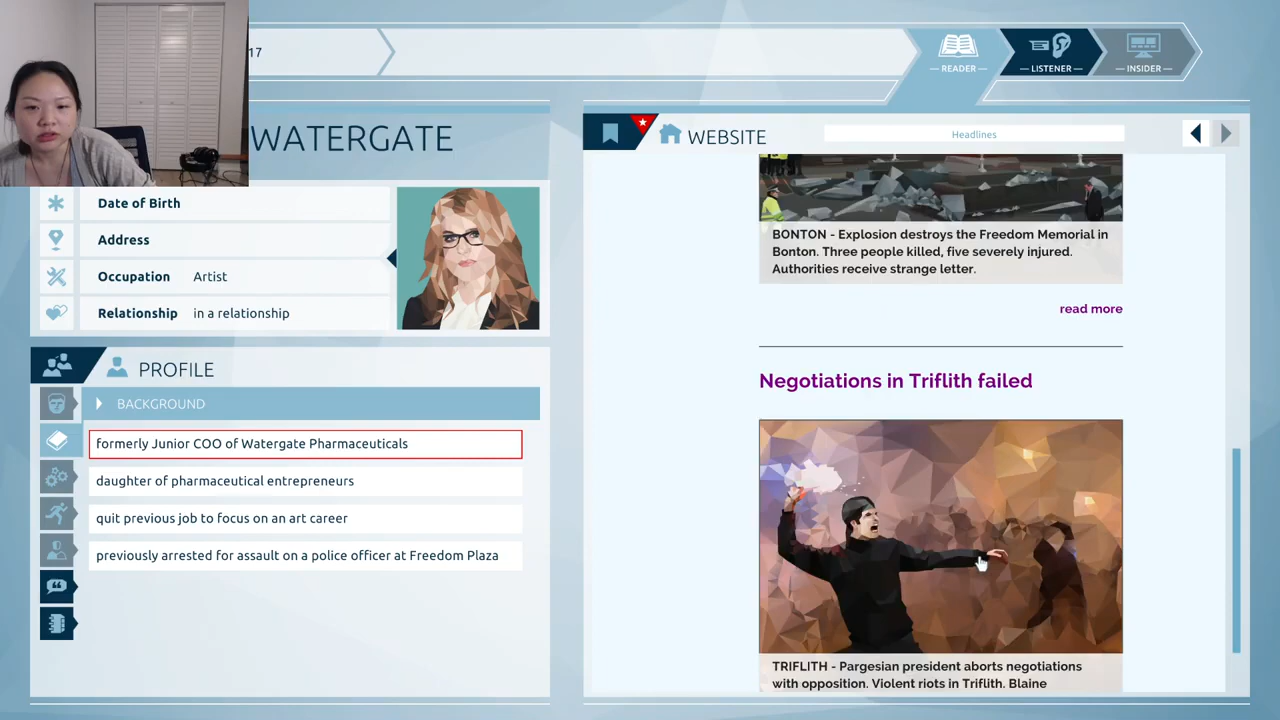 17
READER
LISTENER
INSIDER
WATERGATE
Date of Birth
Address
Occupation Artist
Relationship in a relationship
PROFILE
BACKGROUND
formerly Junior COO of Watergate Pharmaceuticals
daughter of pharmaceutical entrepreneurs
quit previous job to focus on an art career
previously arrested for assault on a police officer at Freedom Plaza
WEBSITE
Headlines
BONTON - Explosion destroys the Freedom Memorial in
Bonton. Three people killed, five severely injured.
Authorities receive strange letter.
read more
Negotiations in Triflith failed
TRIFLITH - Pargesian president aborts negotiations
with opposition. Violent riots in Triflith. Blaine